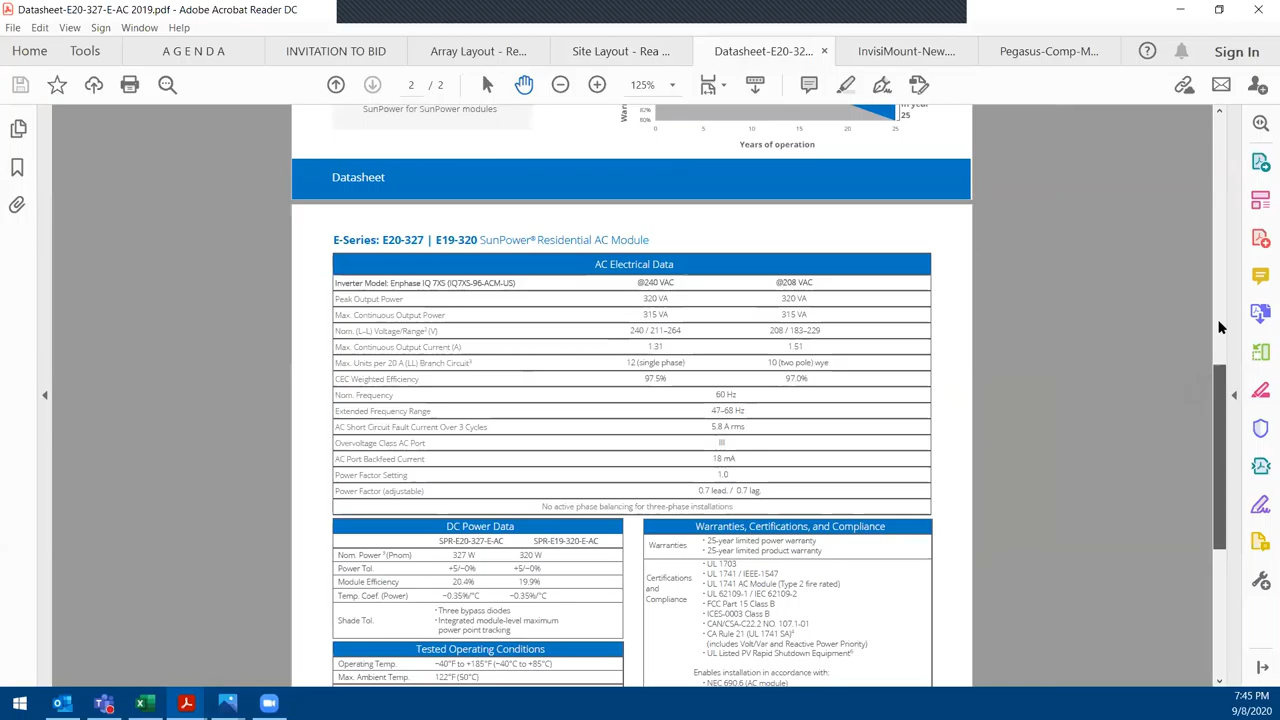 Datasheet-E20-327-E-AC 2019.pdf - Adobe Acrobat Reader DC
File Edit View Sign Window Help
Home Tools A G E N D A INVITATION TO BID Array Layout - Re... Site Layout - Rea ... Datasheet-E20-32... × InvisiMount-New.... Pegasus-Comp-M... Sign In
2 / 2 125%
SunPower for SunPower modules
82%
80%
in year
25
0 5 10 15 20 25
Years of operation
Datasheet
E-Series: E20-327 | E19-320 SunPower® Residential AC Module
AC Electrical Data
Inverter Model: Enphase IQ 7XS (IQ7XS-96-ACM-US) @240 VAC @208 VAC
Peak Output Power 320 VA 320 VA
Max. Continuous Output Power 315 VA 315 VA
Nom. (L–L) Voltage/Range² (V) 240 / 211–264 208 / 183–229
Max. Continuous Output Current (A) 1.31 1.51
Max. Units per 20 A (LL) Branch Circuit³ 12 (single phase) 10 (two pole) wye
CEC Weighted Efficiency 97.5% 97.0%
Nom. Frequency 60 Hz
Extended Frequency Range 47–68 Hz
AC Short Circuit Fault Current Over 3 Cycles 5.8 A rms
Overvoltage Class AC Port III
AC Port Backfeed Current 18 mA
Power Factor Setting 1.0
Power Factor (adjustable) 0.7 lead. / 0.7 lag.
No active phase balancing for three-phase installations
DC Power Data
SPR-E20-327-E-AC SPR-E19-320-E-AC
Nom. Power ⁵ (Pnom) 327 W 320 W
Power Tol. +5/−0% +5/−0%
Module Efficiency 20.4% 19.9%
Temp. Coef. (Power) −0.35%/°C −0.35%/°C
Shade Tol.
· Three bypass diodes
· Integrated module-level maximum
power point tracking
Tested Operating Conditions
Operating Temp. −40°F to +185°F (−40°C to +85°C)
Max. Ambient Temp. 122°F (50°C)
Warranties, Certifications, and Compliance
Warranties
· 25-year limited power warranty
· 25-year limited product warranty
Certifications
and
Compliance
· UL 1703
· UL 1741 / IEEE-1547
· UL 1741 AC Module (Type 2 fire rated)
· UL 62109-1 / IEC 62109-2
· FCC Part 15 Class B
· ICES-0003 Class B
· CAN/CSA-C22.2 NO. 107.1-01
· CA Rule 21 (UL 1741 SA)⁴
(includes Volt/Var and Reactive Power Priority)
· UL Listed PV Rapid Shutdown Equipment⁶
Enables installation in accordance with:
· NEC 690.6 (AC module)
7:45 PM
9/8/2020